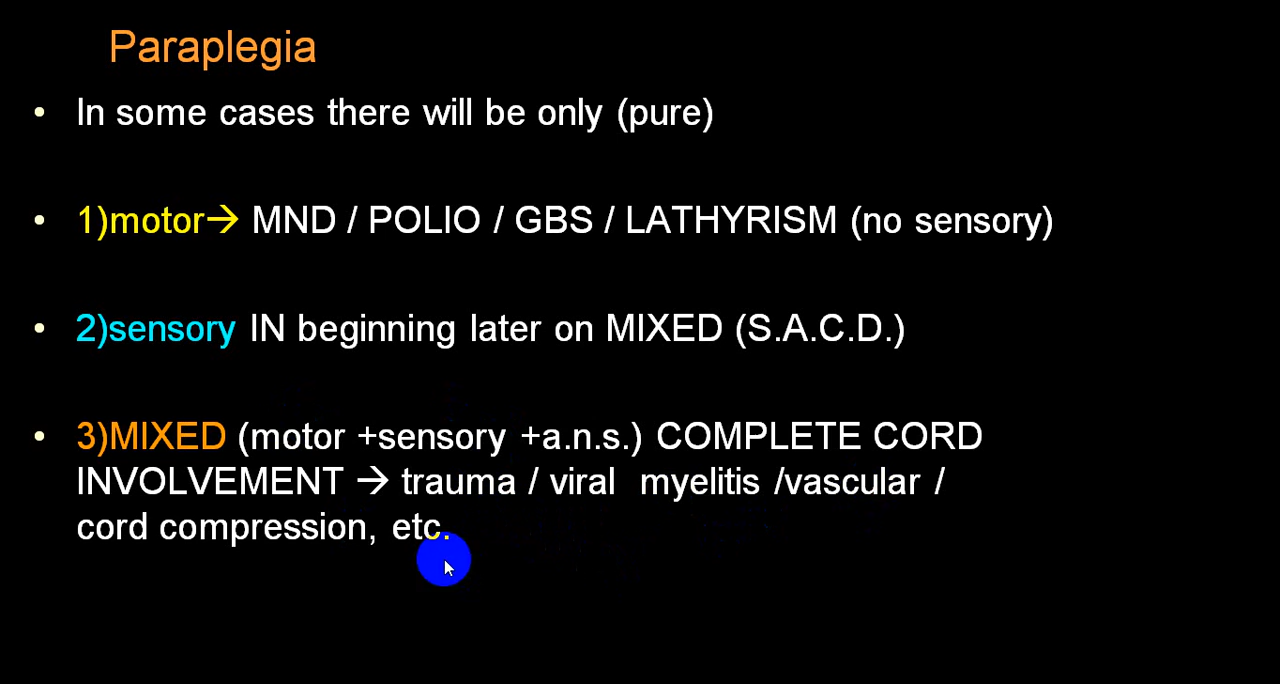 Paraplegia
• In some cases there will be only (pure)
• 1)motor→ MND / POLIO / GBS / LATHYRISM (no sensory)
• 2)sensory IN beginning later on MIXED (S.A.C.D.)
• 3)MIXED (motor +sensory +a.n.s.) COMPLETE CORD
INVOLVEMENT → trauma / viral myelitis /vascular /
cord compression, etc.